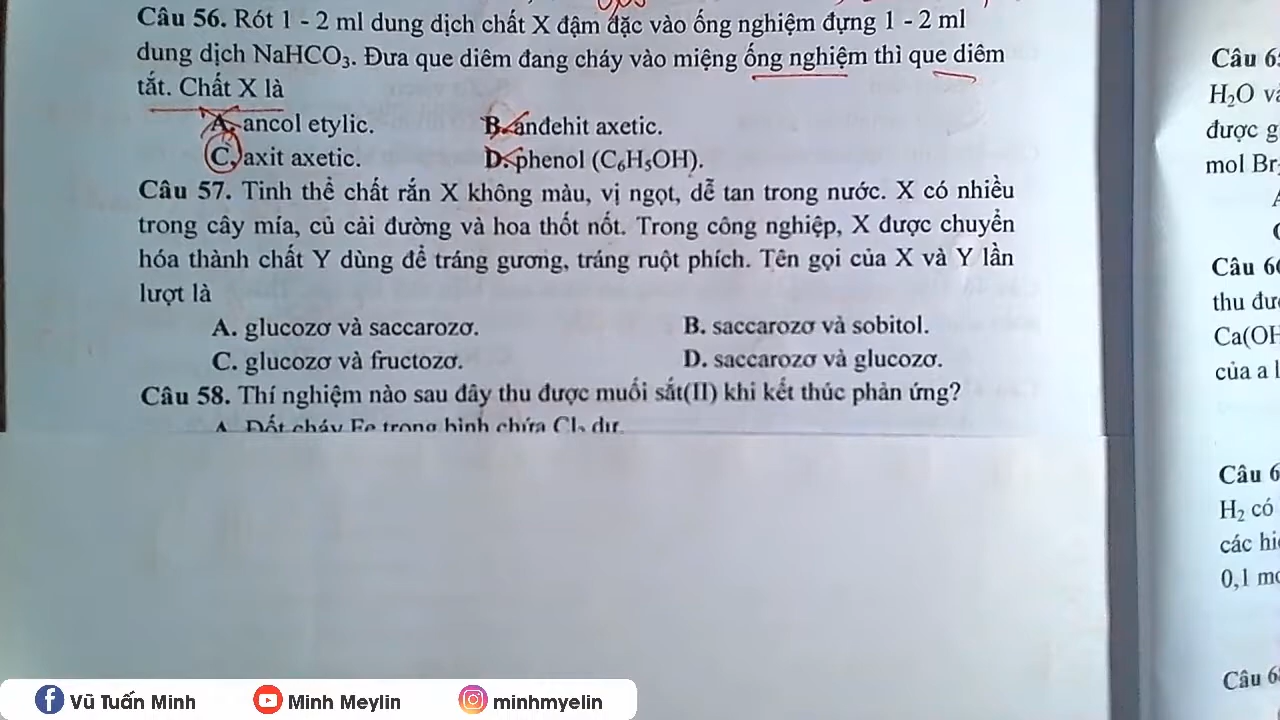 Câu 56. Rót 1 - 2 ml dung dịch chất X đậm đặc vào ống nghiệm đựng 1 - 2 ml
dung dịch NaHCO₃. Đưa que diêm đang cháy vào miệng ống nghiệm thì que diêm
tắt. Chất X là
A. ancol etylic.
B. anđehit axetic.
C. axit axetic.
D. phenol (C₆H₅OH).
Câu 57. Tinh thể chất rắn X không màu, vị ngọt, dễ tan trong nước. X có nhiều
trong cây mía, củ cải đường và hoa thốt nốt. Trong công nghiệp, X được chuyển
hóa thành chất Y dùng để tráng gương, tráng ruột phích. Tên gọi của X và Y lần
lượt là
A. glucozơ và saccarozơ.
B. saccarozơ và sobitol.
C. glucozơ và fructozơ.
D. saccarozơ và glucozơ.
Câu 58. Thí nghiệm nào sau đây thu được muối sắt(II) khi kết thúc phản ứng?
A. Đốt cháy Fe trong bình chứa Cl₂ dư.
Câu 6
H₂O và
được g
mol Br
Câu 6
thu đư
Ca(OH
của a l
Câu 6
H₂ có
các hi
0,1 mo
Câu 6
Vũ Tuấn Minh
Minh Meylin
minhmyelin